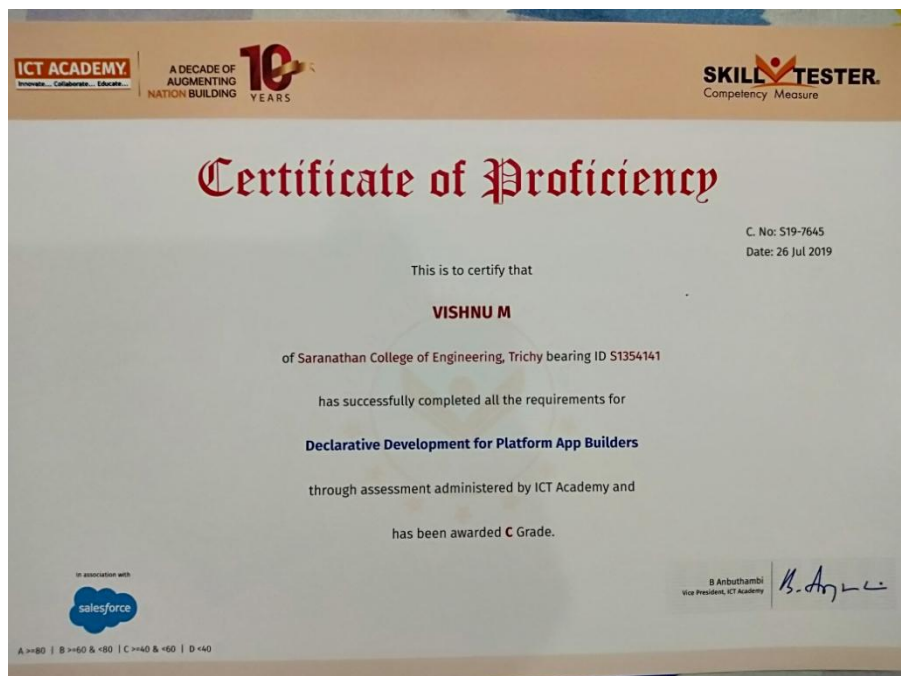 ICT ACADEMY.
Innovate... Collaborate... Educate...
A DECADE OF
AUGMENTING
NATION BUILDING
10
YEARS
SKILL TESTER.
Competency Measure
Certificate of Proficiency
C. No: S19-7645
Date: 26 Jul 2019
This is to certify that
VISHNU M
of Saranathan College of Engineering, Trichy bearing ID S1354141
has successfully completed all the requirements for
Declarative Development for Platform App Builders
through assessment administered by ICT Academy and
has been awarded C Grade.
In association with
salesforce
B Anbuthambi
Vice President, ICT Academy
A >=80 | B >=60 & <80 | C >=40 & <60 | D <40